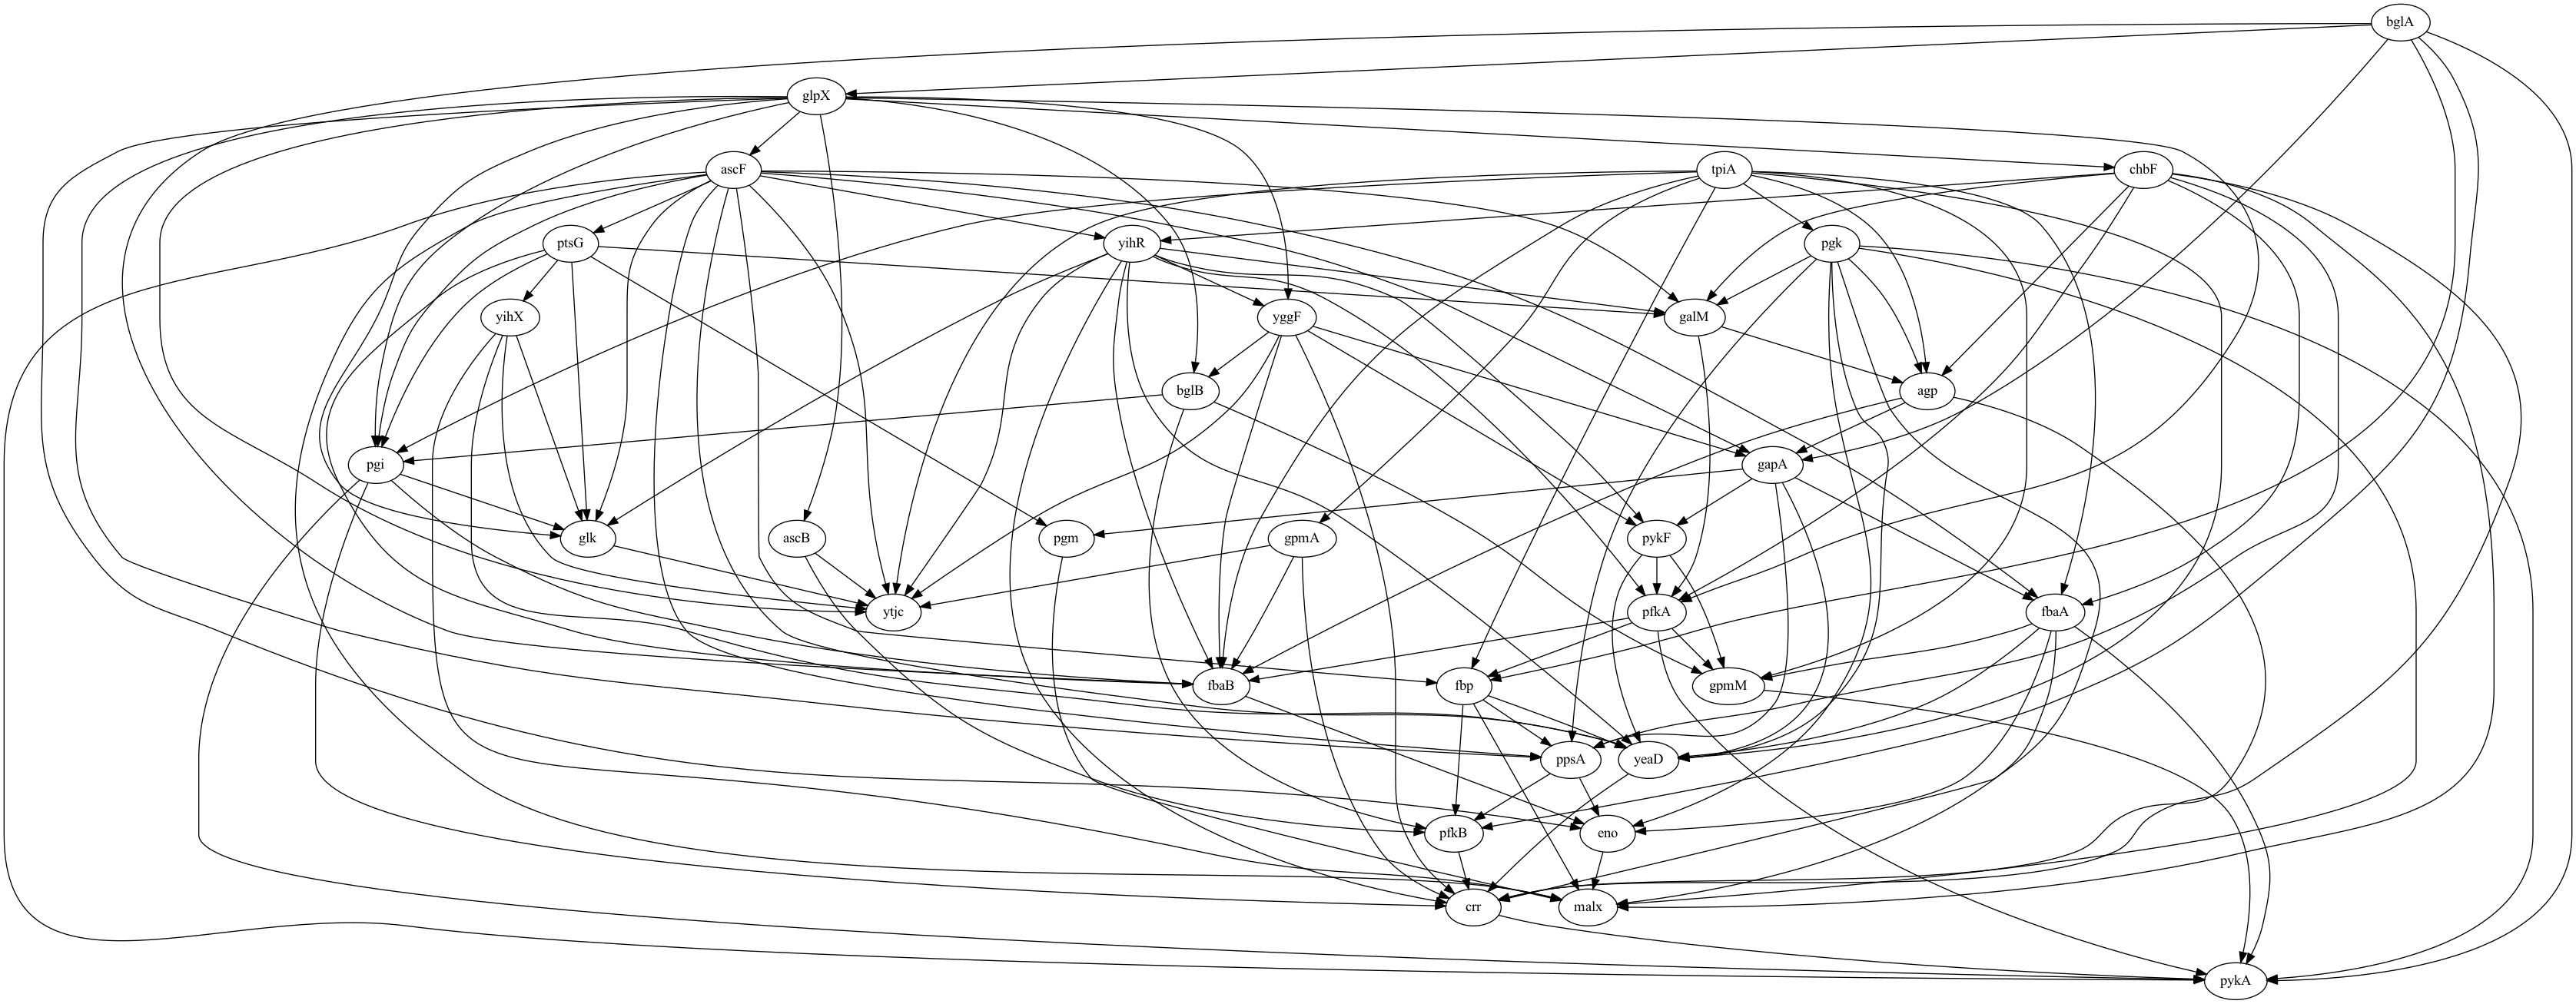 bglA
glpX
ascF
tpiA
chbF
ptsG
yihR
pgk
yihX
yggF
galM
bglB
agp
pgi
gapA
glk
ascB
pgm
gpmA
pykF
ytjc
pfkA
fbaA
fbaB
fbp
gpmM
ppsA
yeaD
pfkB
eno
crr
malx
pykA